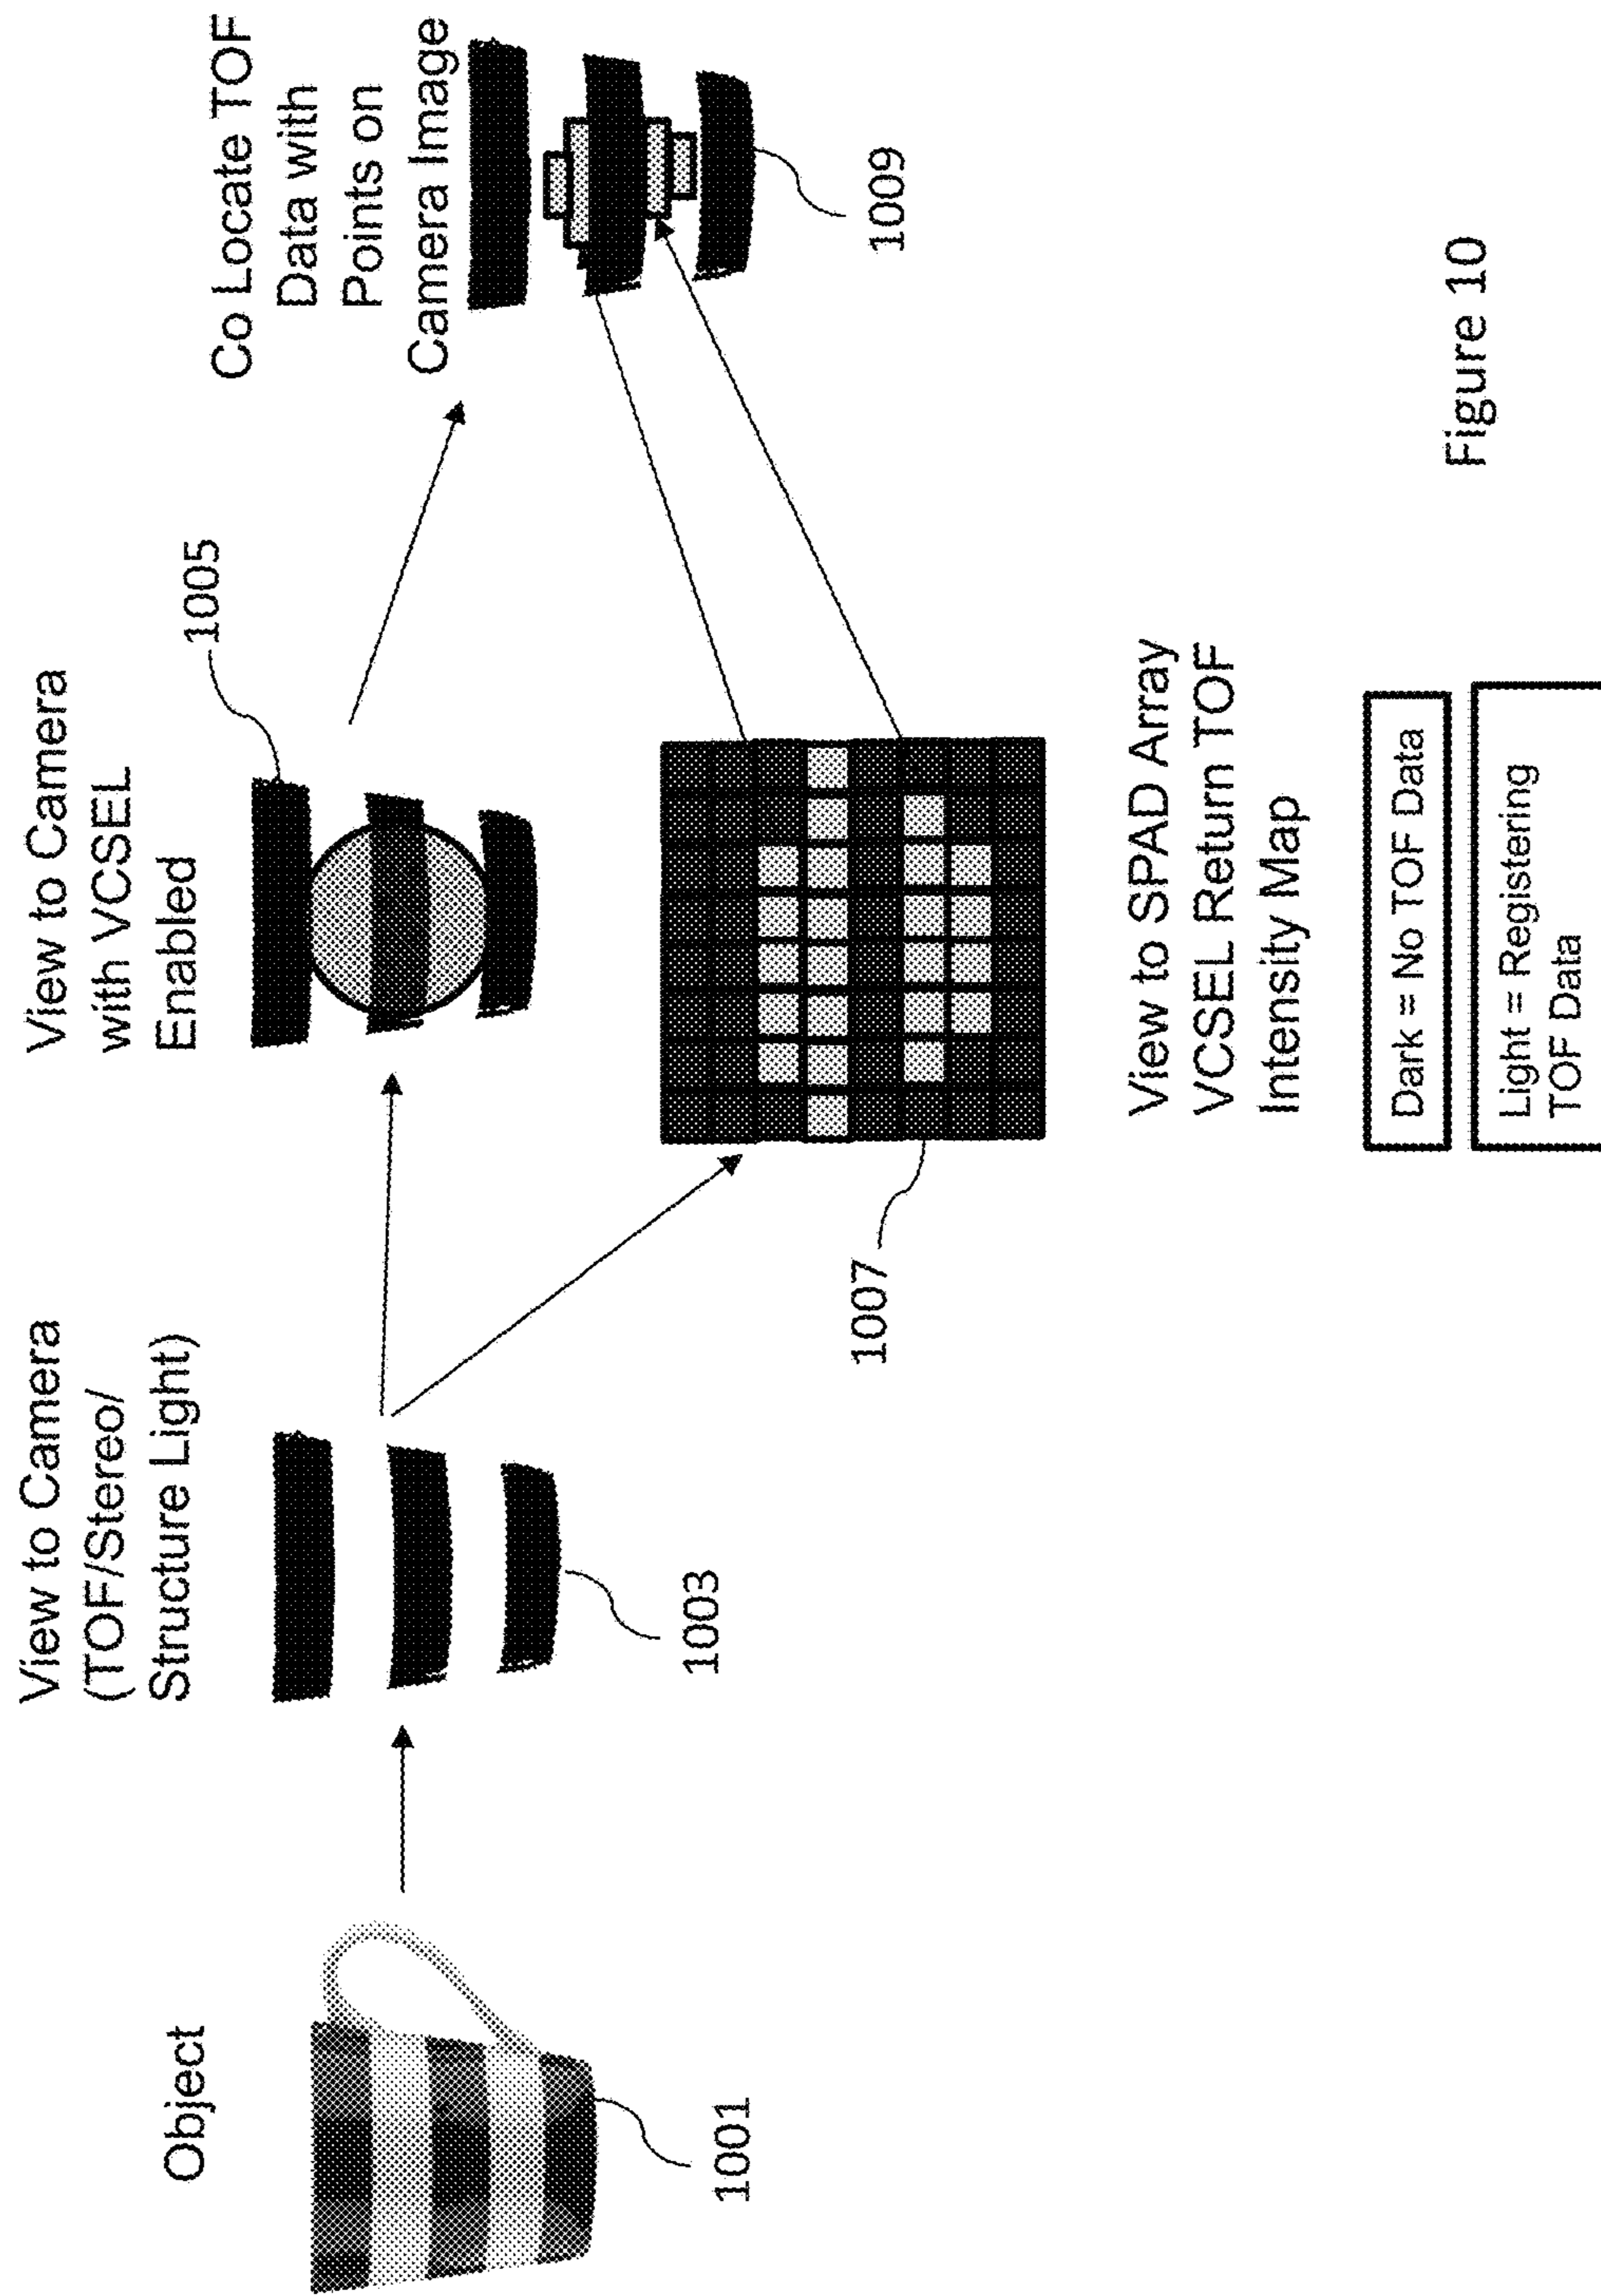 Object
1001
View to Camera
(TOF/Stereo/
Structure Light)
1003
View to Camera
with VCSEL
Enabled
1005
1007
View to SPAD Array
VCSEL Return TOF
Intensity Map
Dark = No TOF Data
Light = Registering
TOF Data
Co Locate TOF
Data with
Points on
Camera Image
1009
Figure 10